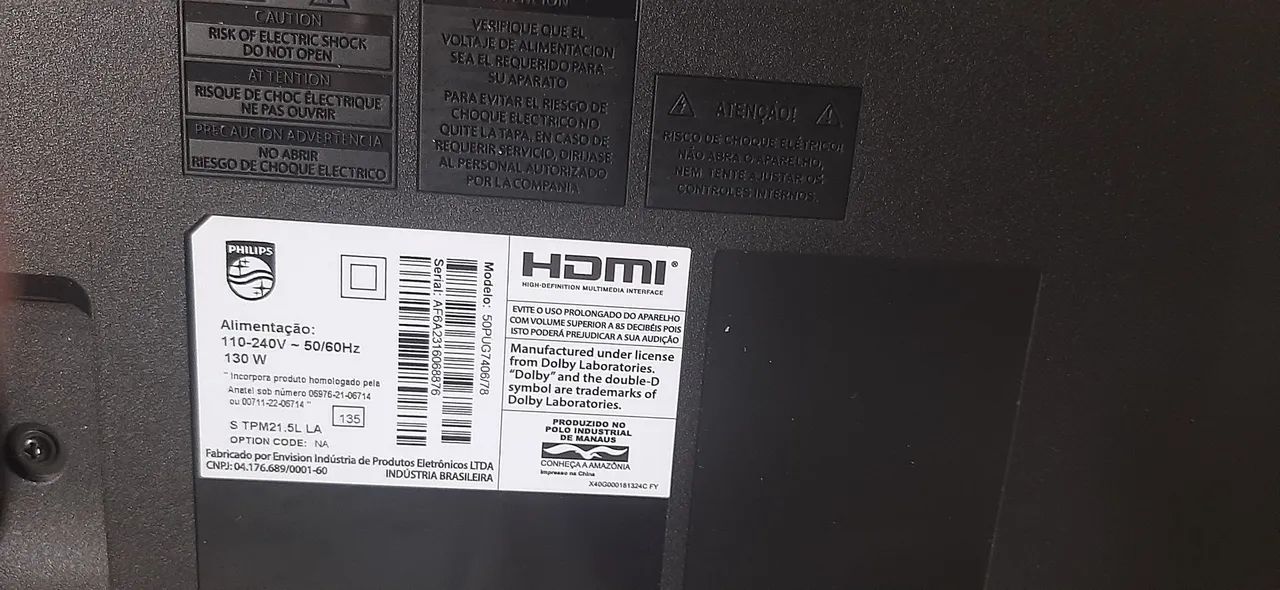 CAUTION
RISK OF ELECTRIC SHOCK
DO NOT OPEN
ATTENTION
RISQUE DE CHOC ÉLECTRIQUE
NE PAS OUVRIR
PRECAUCION ADVERTENCIA
NO ABRIR
RIESGO DE CHOQUE ELECTRICO
VERIFIQUE QUE EL
VOLTAJE DE ALIMENTACION
SEA EL REQUERIDO PARA
SU APARATO
PARA EVITAR EL RIESGO DE
CHOQUE ELECTRICO NO
QUITE LA TAPA, EN CASO DE
REQUERIR SERVICIO, DIRIJASE
AL PERSONAL AUTORIZADO
POR LA COMPANIA
ATENÇÃO!
RISCO DE CHOQUE ELÉTRICO!
NÃO ABRA O APARELHO,
NEM TENTE AJUSTAR OS
CONTROLES INTERNOS.
PHILIPS
Alimentação:
110-240V ~ 50/60Hz
130 W
" Incorpora produto homologado pela
Anatel sob número 06976-21-06714
ou 00711-22-06714 "
135
S TPM21.5L LA
OPTION CODE: NA
Modelo: 50PUG7406/78
Serial: AF6A2316068876
Fabricado por Envision Indústria de Produtos Eletrônicos LTDA
CNPJ: 04.176.689/0001-60
INDÚSTRIA BRASILEIRA
HDMI®
HIGH-DEFINITION MULTIMEDIA INTERFACE
EVITE O USO PROLONGADO DO APARELHO
COM VOLUME SUPERIOR A 85 DECIBÉIS POIS
ISTO PODERÁ PREJUDICAR A SUA AUDIÇÃO
Manufactured under license
from Dolby Laboratories.
"Dolby" and the double-D
symbol are trademarks of
Dolby Laboratories.
PRODUZIDO NO
POLO INDUSTRIAL
DE MANAUS
CONHEÇA A AMAZÔNIA
Impresso na China
X40G000181324C FY